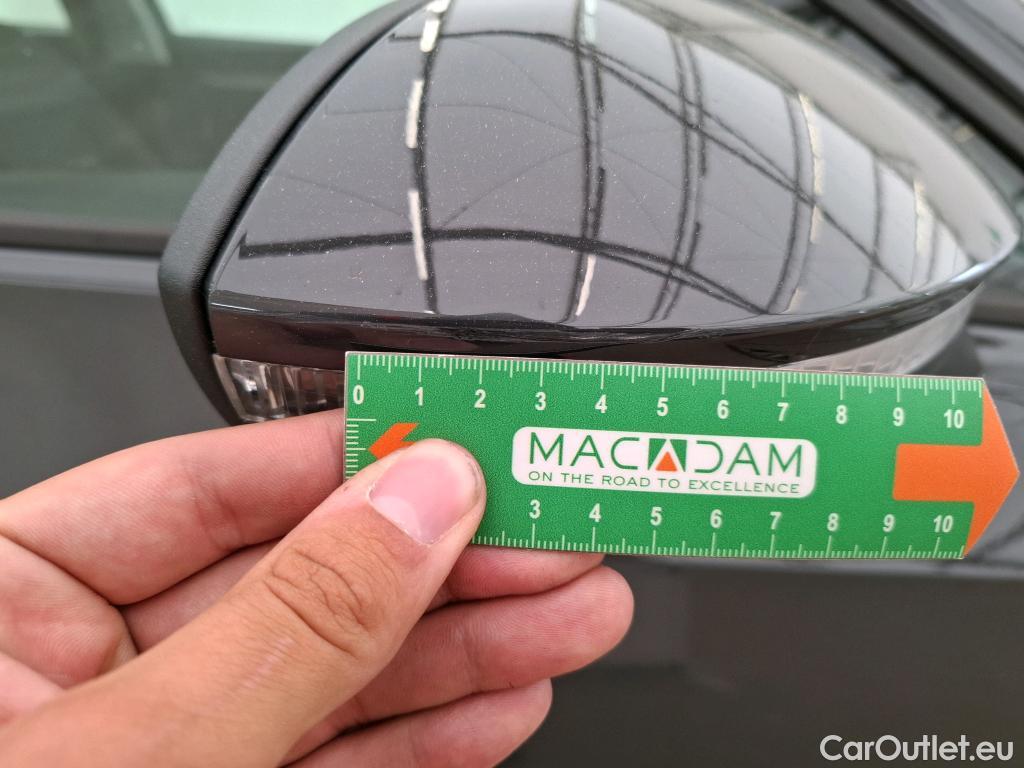 0 1 2 3 4 5 6 7 8 9 10
MACADAM
ON THE ROAD TO EXCELLENCE
3 4 5 6 7 8 9 10
CarOutlet.eu